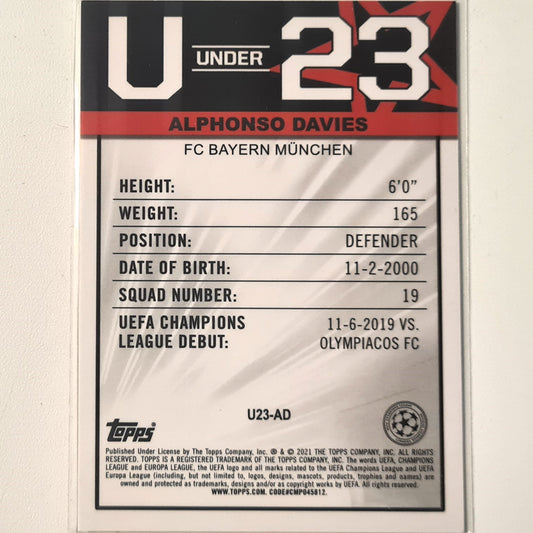 U UNDER 23
ALPHONSO DAVIES
FC BAYERN MÜNCHEN
HEIGHT: 6'0"
WEIGHT: 165
POSITION: DEFENDER
DATE OF BIRTH: 11-2-2000
SQUAD NUMBER: 19
UEFA CHAMPIONS 11-6-2019 VS.
LEAGUE DEBUT: OLYMPIACOS FC
U23-AD
Topps
Published Under License by The Topps Company, Inc. ® & © 2021 THE TOPPS COMPANY, INC. ALL RIGHTS
RESERVED. TOPPS IS A REGISTERED TRADEMARK OF THE TOPPS COMPANY, INC. The words UEFA, CHAMPIONS
LEAGUE and EUROPA LEAGUE, the UEFA logo and all marks related to the UEFA Champions League and UEFA
Europa League (including, but not limited to, logos, designs, mascots, products, trophies and names) are
owned and protected as trademarks, designs and/or as copyright works by UEFA. All rights reserved.
WWW.TOPPS.COM. CODE#CMP045812.